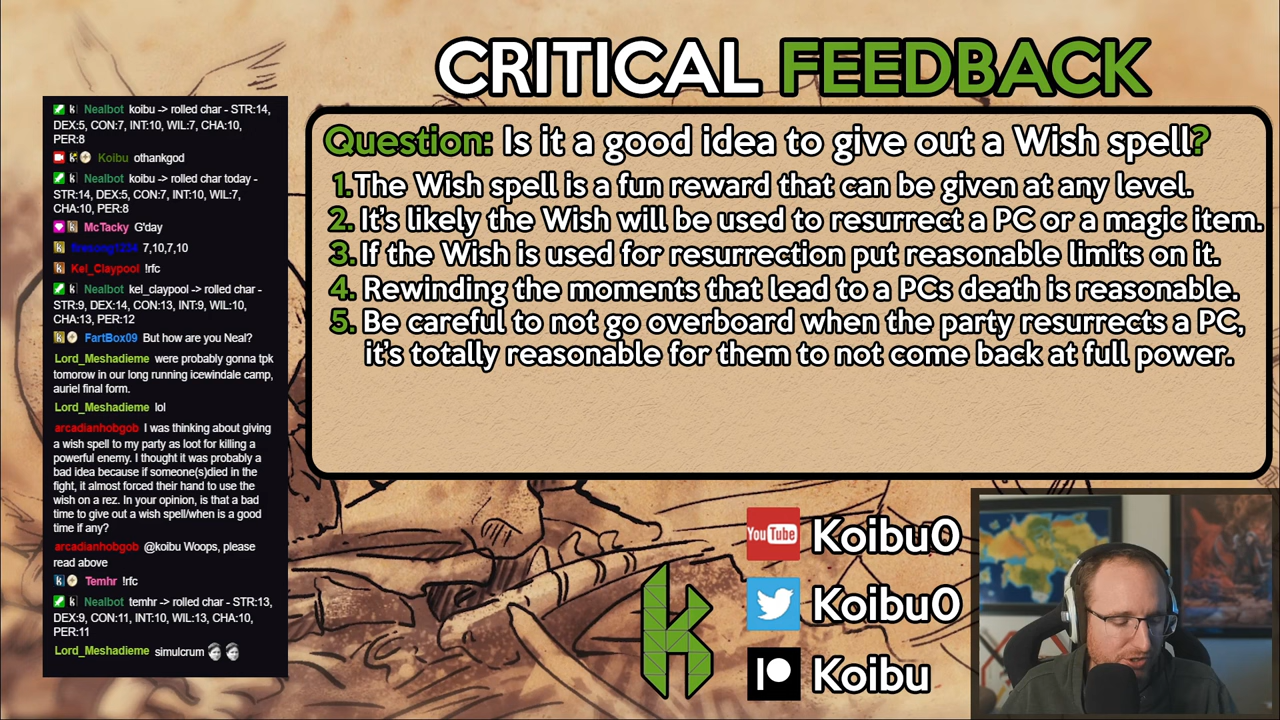 CRITICAL FEEDBACK
Question: Is it a good idea to give out a Wish spell?
1. The Wish spell is a fun reward that can be given at any level.
2. It's likely the Wish will be used to resurrect a PC or a magic item.
3. If the Wish is used for resurrection put reasonable limits on it.
4. Rewinding the moments that lead to a PCs death is reasonable.
5. Be careful to not go overboard when the party resurrects a PC,
it's totally reasonable for them to not come back at full power.
Nealbot koibu -> rolled char - STR:14,
DEX:5, CON:7, INT:10, WIL:7, CHA:10,
PER:8
Koibu othankgod
Nealbot koibu -> rolled char today -
STR:14, DEX:5, CON:7, INT:10, WIL:7,
CHA:10, PER:8
McTacky G'day
7,10,7,10
Kel_Claypool !rfc
Nealbot kel_claypool -> rolled char -
STR:9, DEX:14, CON:13, INT:9, WIL:10,
CHA:13, PER:12
FartBox09 But how are you Neal?
Lord_Meshadieme were probably gonna tpk
tomorow in our long running icewindale camp,
auriel final form.
Lord_Meshadieme lol
arcadianhobgob I was thinking about giving
a wish spell to my party as loot for killing a
powerful enemy. I thought it was probably a
bad idea because if someone(s)died in the
fight, it almost forced their hand to use the
wish on a rez. In your opinion, is that a bad
time to give out a wish spell/when is a good
time if any?
arcadianhobgob @koibu Woops, please
read above
Temhr !rfc
Nealbot temhr -> rolled char - STR:13,
DEX:9, CON:11, INT:10, WIL:13, CHA:10,
PER:11
Lord_Meshadieme simulcrum
YouTube Koibu0
Koibu0
Koibu